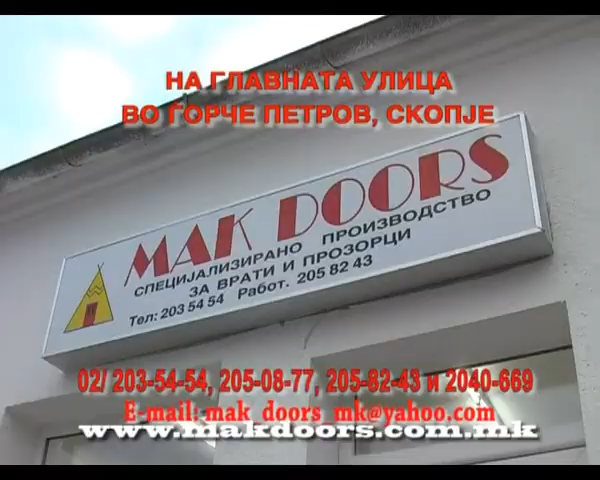 НА ГЛАВНАТА УЛИЦА
ВО ЃОРЧЕ ПЕТРОВ, СКОПЈЕ
MAK DOORS
СПЕЦИЈАЛИЗИРАНО ПРОИЗВОДСТВО
ЗА ВРАТИ И ПРОЗОРЦИ
Тел: 203 54 54 Работ. 205 82 43
02/ 203-54-54, 205-08-77, 205-82-43 и 2040-669
E-mail: mak_doors_mk@yahoo.com
www.makdoors.com.mk